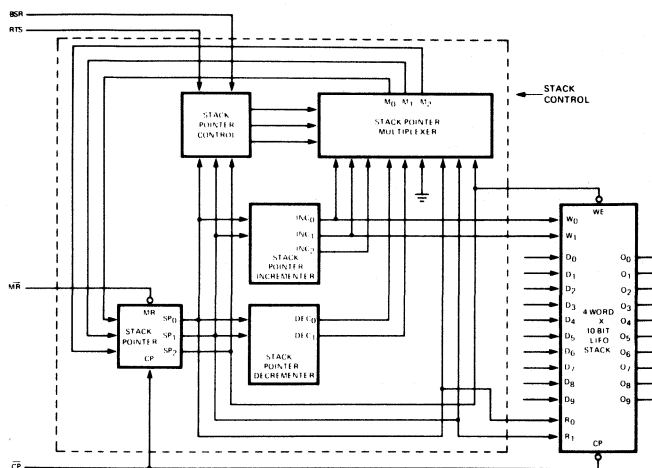 BSR
RTS
M0 M1 M2
STACK
POINTER
CONTROL
STACK POINTER
MULTIPLEXER
STACK
CONTROL
INC0
INC1
INC2
STACK
POINTER
INCREMENTER
W0
W1
WE
D0
D1
D2
D3
D4
D5
D6
D7
D8
D9
R0
R1
CP
4 WORD
X
10 BIT
LIFO
STACK
O0
O1
O2
O3
O4
O5
O6
O7
O8
O9
M̅R̅
MR
STACK
POINTER
CP
SP0
SP1
SP2
DEC0
DEC1
STACK
POINTER
DECREMENTER
C̅P̅